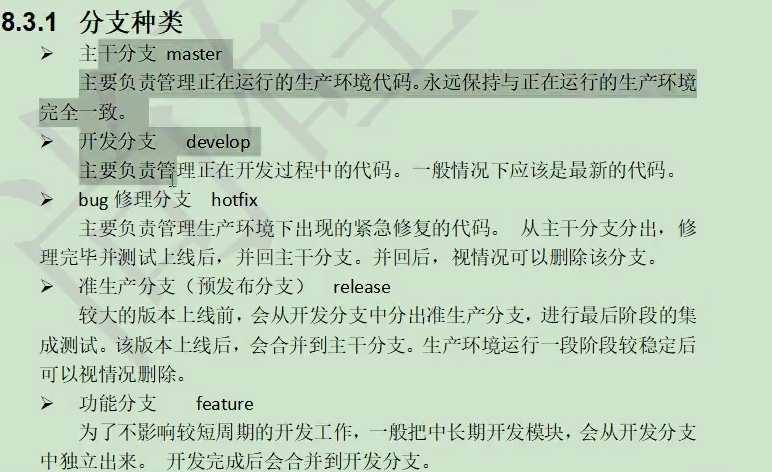 8.3.1 分支种类
➢ 主干分支 master
主要负责管理正在运行的生产环境代码。永远保持与正在运行的生产环境
完全一致。
➢ 开发分支 develop
主要负责管理正在开发过程中的代码。一般情况下应该是最新的代码。
➢ bug 修理分支 hotfix
主要负责管理生产环境下出现的紧急修复的代码。 从主干分支分出，修
理完毕并测试上线后，并回主干分支。并回后，视情况可以删除该分支。
➢ 准生产分支（预发布分支） release
较大的版本上线前，会从开发分支中分出准生产分支，进行最后阶段的集
成测试。该版本上线后，会合并到主干分支。生产环境运行一段阶段较稳定后
可以视情况删除。
➢ 功能分支 feature
为了不影响较短周期的开发工作，一般把中长期开发模块，会从开发分支
中独立出来。 开发完成后会合并到开发分支。